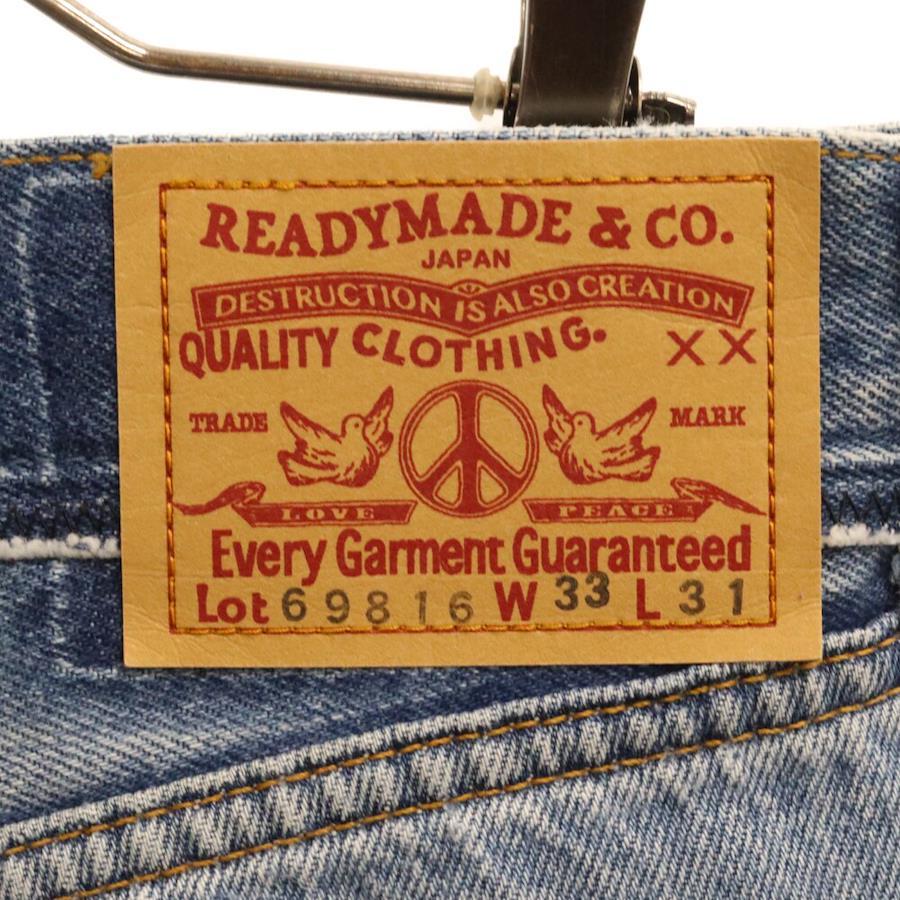 READYMADE & CO.
JAPAN
DESTRUCTION IS ALSO CREATION
QUALITY CLOTHING. XX
TRADE MARK
LOVE PEACE
Every Garment Guaranteed
Lot 69816 W 33 L 31